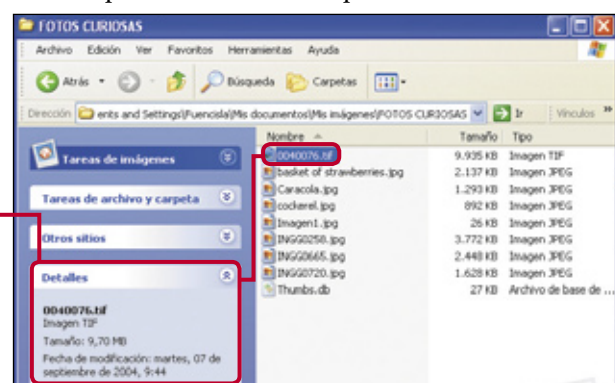 FOTOS CURIOSAS
Archivo Edición Ver Favoritos Herramientas Ayuda
Atrás Búsqueda Carpetas
Dirección ents and Settings\Fuencisla\Mis documentos\Mis imágenes\FOTOS CURIOSAS Ir Vínculos »
Tareas de imágenes
Tareas de archivo y carpeta
Otros sitios
Detalles
0040076.tif
Imagen TIF
Tamaño: 9,70 MB
Fecha de modificación: martes, 07 de
septiembre de 2004, 9:44
Nombre Tamaño Tipo
0040076.tif 9.935 KB Imagen TIF
basket of strawberries.jpg 2.137 KB Imagen JPEG
Caracola.jpg 1.293 KB Imagen JPEG
cockerel.jpg 892 KB Imagen JPEG
Imagen1.jpg 26 KB Imagen JPEG
INGG0258.jpg 3.772 KB Imagen JPEG
INGG0665.jpg 2.448 KB Imagen JPEG
INGG0720.jpg 1.628 KB Imagen JPEG
Thumbs.db 27 KB Archivo de base de ...